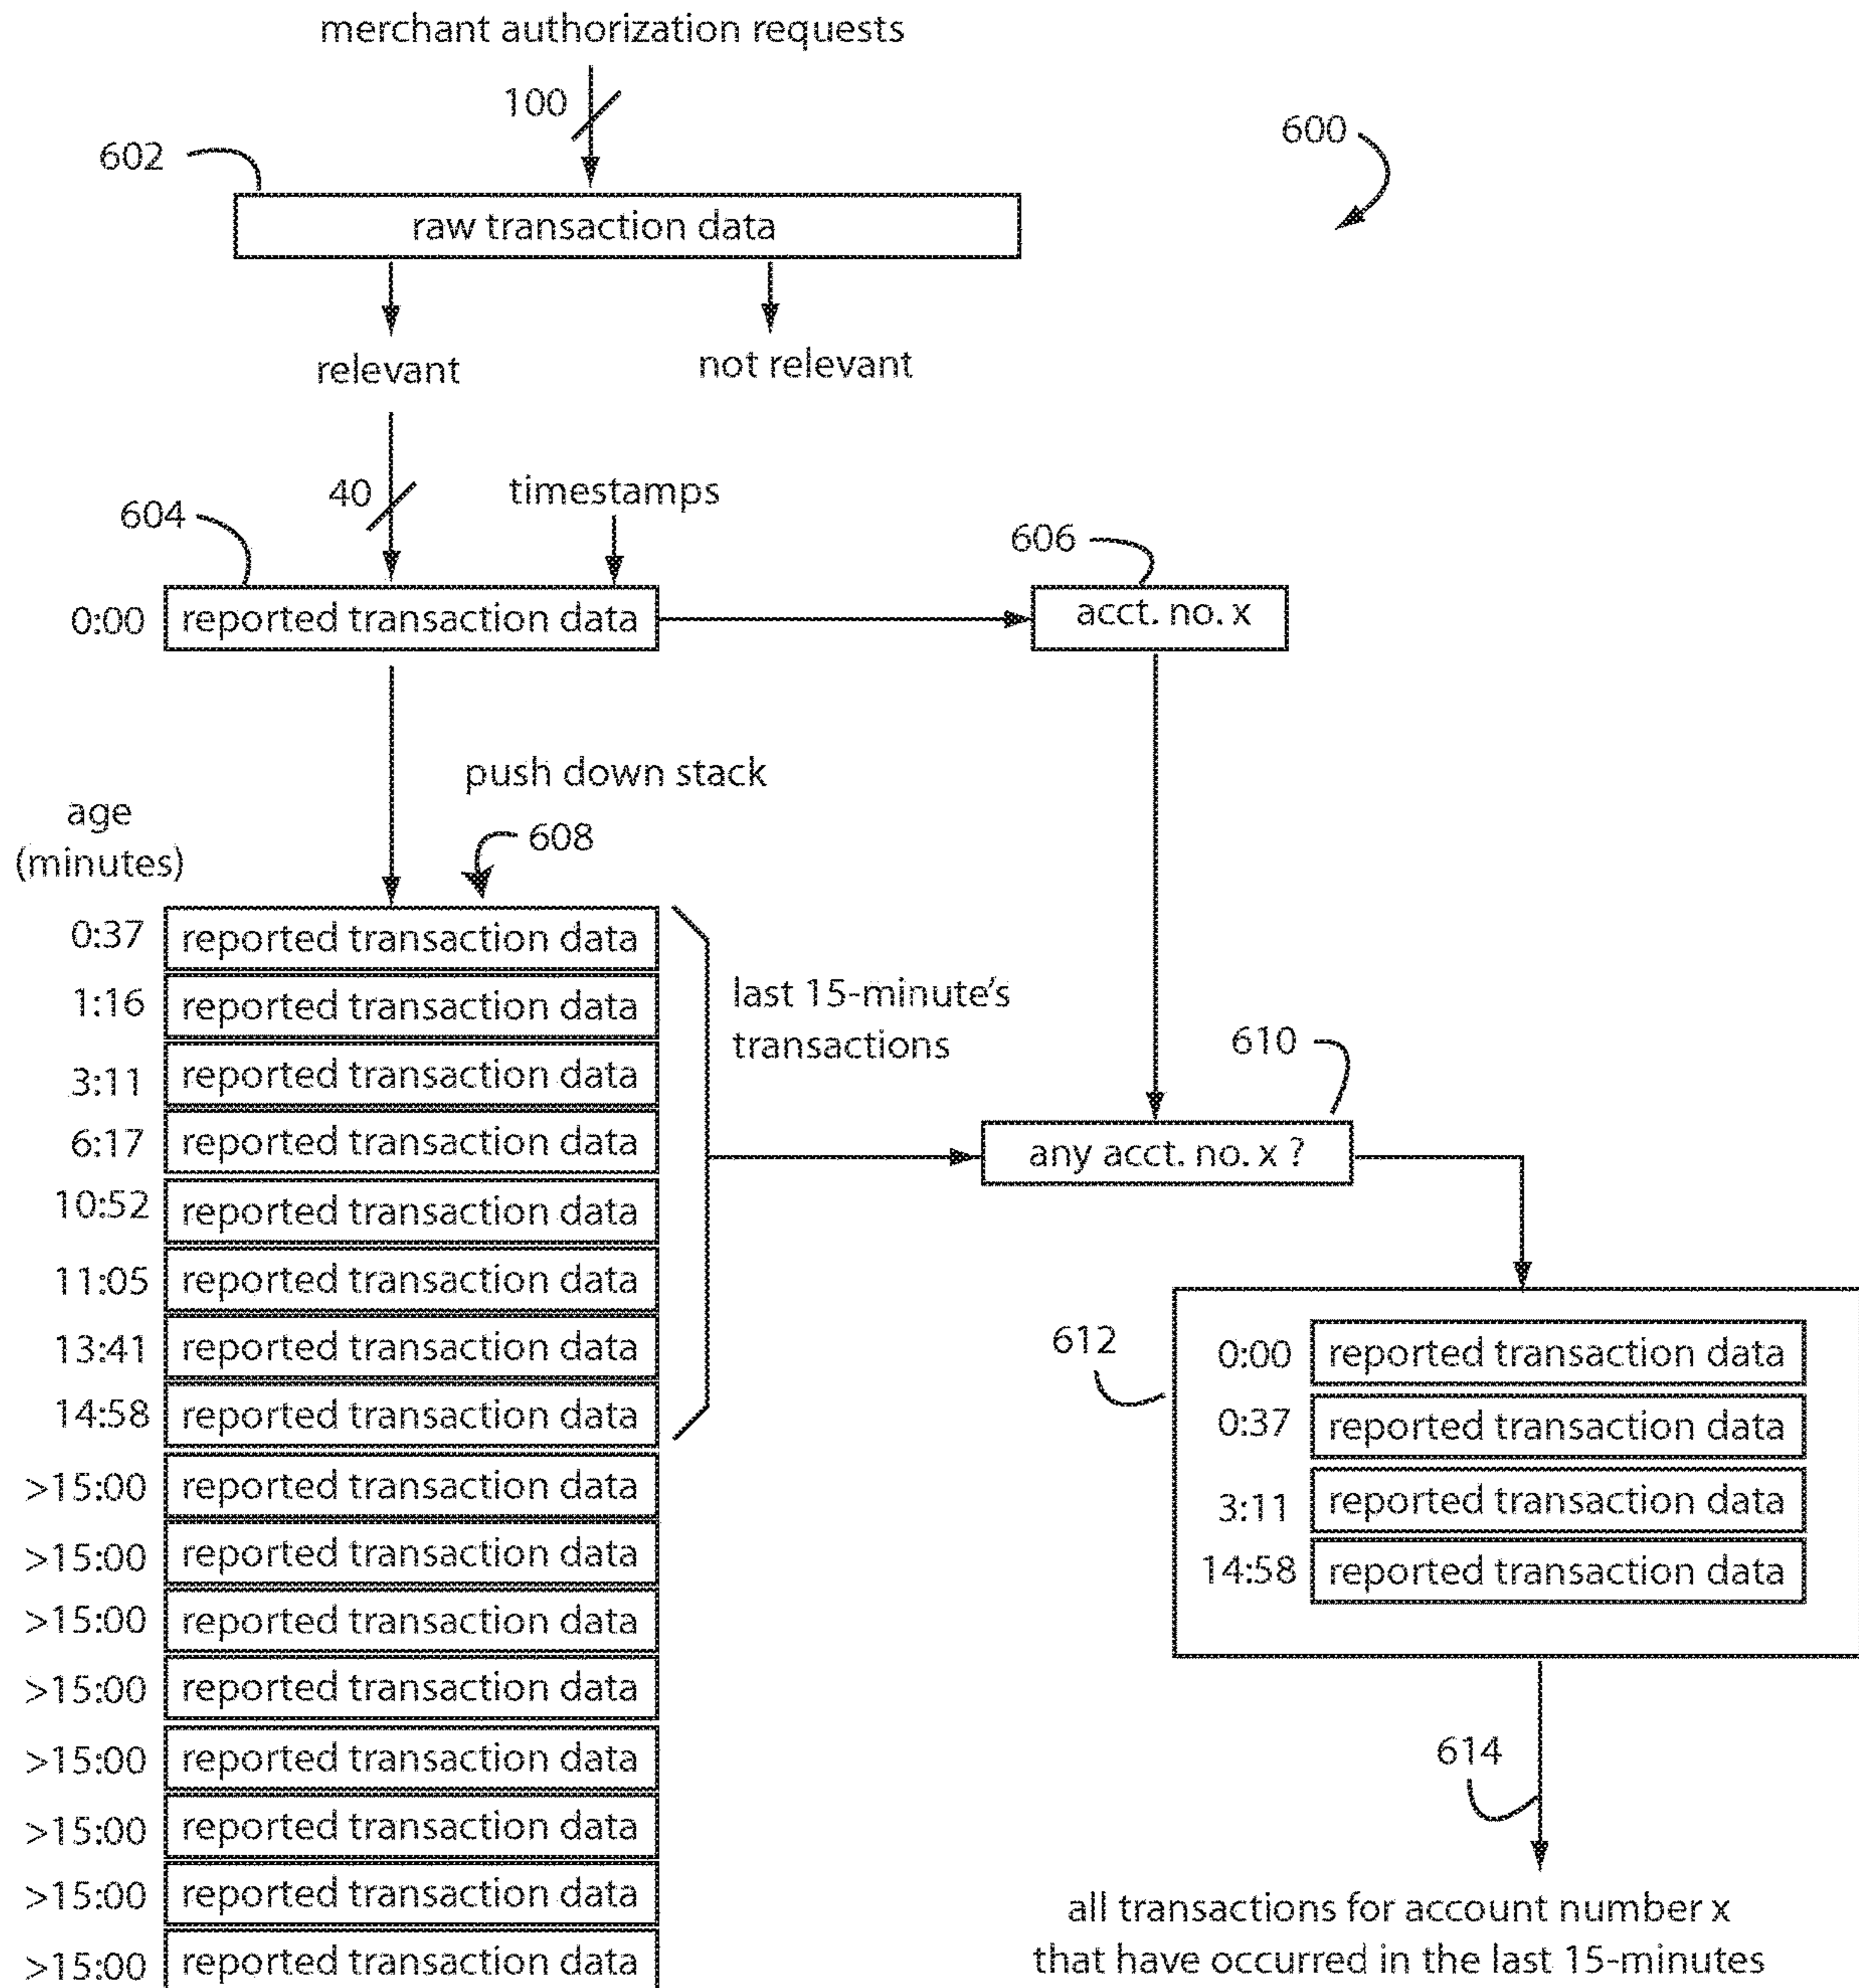 merchant authorization requests
100
600
602
raw transaction data
relevant
not relevant
40
timestamps
604
606
0:00 reported transaction data
acct. no. x
push down stack
608
age
(minutes)
0:37 reported transaction data
1:16 reported transaction data
3:11 reported transaction data
6:17 reported transaction data
10:52 reported transaction data
11:05 reported transaction data
13:41 reported transaction data
14:58 reported transaction data
>15:00 reported transaction data
>15:00 reported transaction data
>15:00 reported transaction data
>15:00 reported transaction data
>15:00 reported transaction data
>15:00 reported transaction data
>15:00 reported transaction data
>15:00 reported transaction data
last 15-minute's
transactions
610
any acct. no. x ?
612
0:00 reported transaction data
0:37 reported transaction data
3:11 reported transaction data
14:58 reported transaction data
614
all transactions for account number x
that have occurred in the last 15-minutes